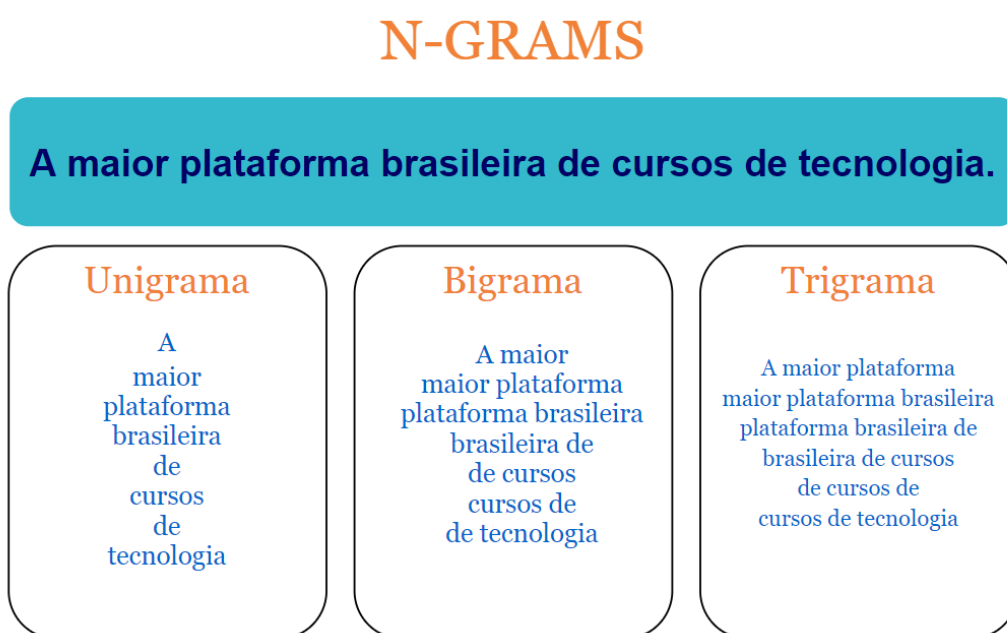 N-GRAMS
A maior plataforma brasileira de cursos de tecnologia.
Unigrama
A
maior
plataforma
brasileira
de
cursos
de
tecnologia
Bigrama
A maior
maior plataforma
plataforma brasileira
brasileira de
de cursos
cursos de
de tecnologia
Trigrama
A maior plataforma
maior plataforma brasileira
plataforma brasileira de
brasileira de cursos
de cursos de
cursos de tecnologia